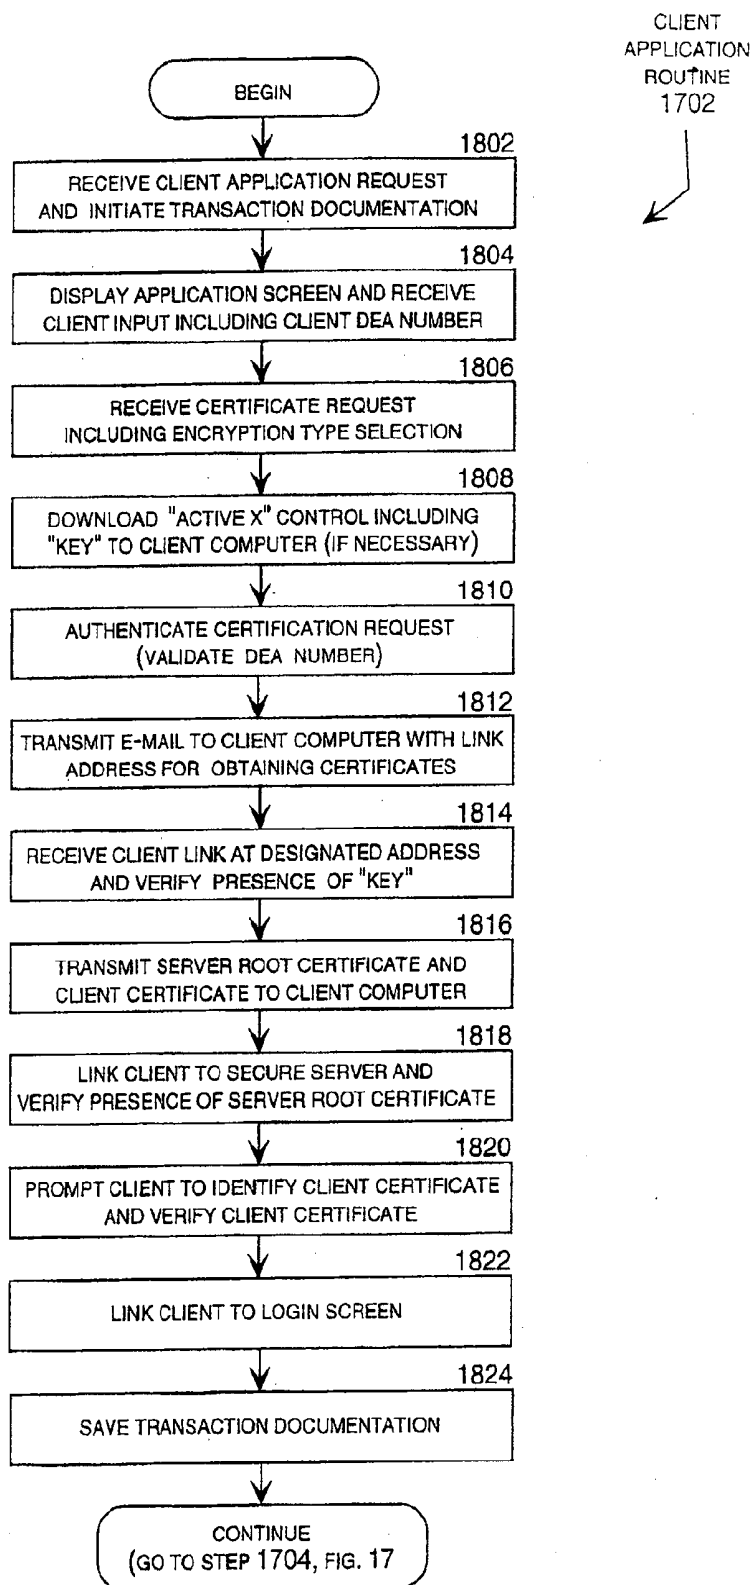 CLIENT
APPLICATION
ROUTINE
1702
BEGIN
1802
RECEIVE CLIENT APPLICATION REQUEST
AND INITIATE TRANSACTION DOCUMENTATION
1804
DISPLAY APPLICATION SCREEN AND RECEIVE
CLIENT INPUT INCLUDING CLIENT DEA NUMBER
1806
RECEIVE CERTIFICATE REQUEST
INCLUDING ENCRYPTION TYPE SELECTION
1808
DOWNLOAD "ACTIVE X" CONTROL INCLUDING
"KEY" TO CLIENT COMPUTER (IF NECESSARY)
1810
AUTHENTICATE CERTIFICATION REQUEST
(VALIDATE DEA NUMBER)
1812
TRANSMIT E-MAIL TO CLIENT COMPUTER WITH LINK
ADDRESS FOR OBTAINING CERTIFICATES
1814
RECEIVE CLIENT LINK AT DESIGNATED ADDRESS
AND VERIFY PRESENCE OF "KEY"
1816
TRANSMIT SERVER ROOT CERTIFICATE AND
CLIENT CERTIFICATE TO CLIENT COMPUTER
1818
LINK CLIENT TO SECURE SERVER AND
VERIFY PRESENCE OF SERVER ROOT CERTIFICATE
1820
PROMPT CLIENT TO IDENTIFY CLIENT CERTIFICATE
AND VERIFY CLIENT CERTIFICATE
1822
LINK CLIENT TO LOGIN SCREEN
1824
SAVE TRANSACTION DOCUMENTATION
CONTINUE
(GO TO STEP 1704, FIG. 17